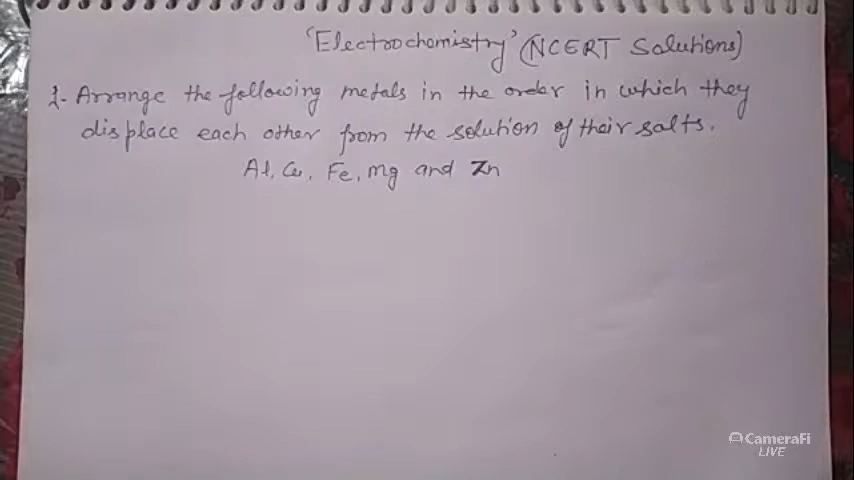 'Electrochemistry' (NCERT Solutions)
1- Arrange the following metals in the order in which they
displace each other from the solution of their salts.
Al, Cu, Fe, Mg and Zn
CameraFi
LIVE